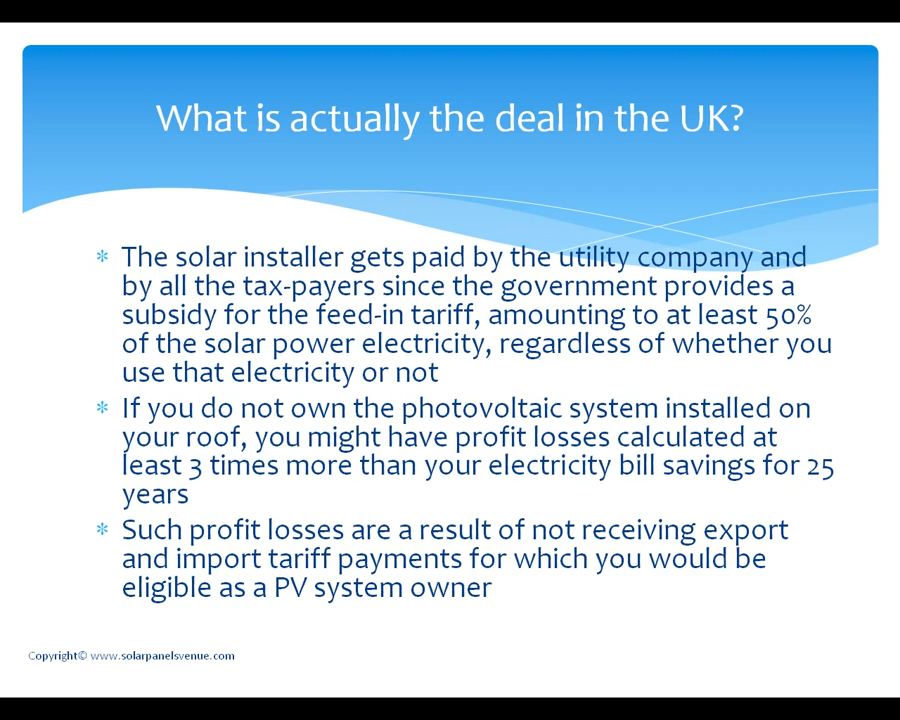 What is actually the deal in the UK?
* The solar installer gets paid by the utility company and
by all the tax-payers since the government provides a
subsidy for the feed-in tariff, amounting to at least 50%
of the solar power electricity, regardless of whether you
use that electricity or not
* If you do not own the photovoltaic system installed on
your roof, you might have profit losses calculated at
least 3 times more than your electricity bill savings for 25
years
* Such profit losses are a result of not receiving export
and import tariff payments for which you would be
eligible as a PV system owner
Copyright© www.solarpanelsvenue.com